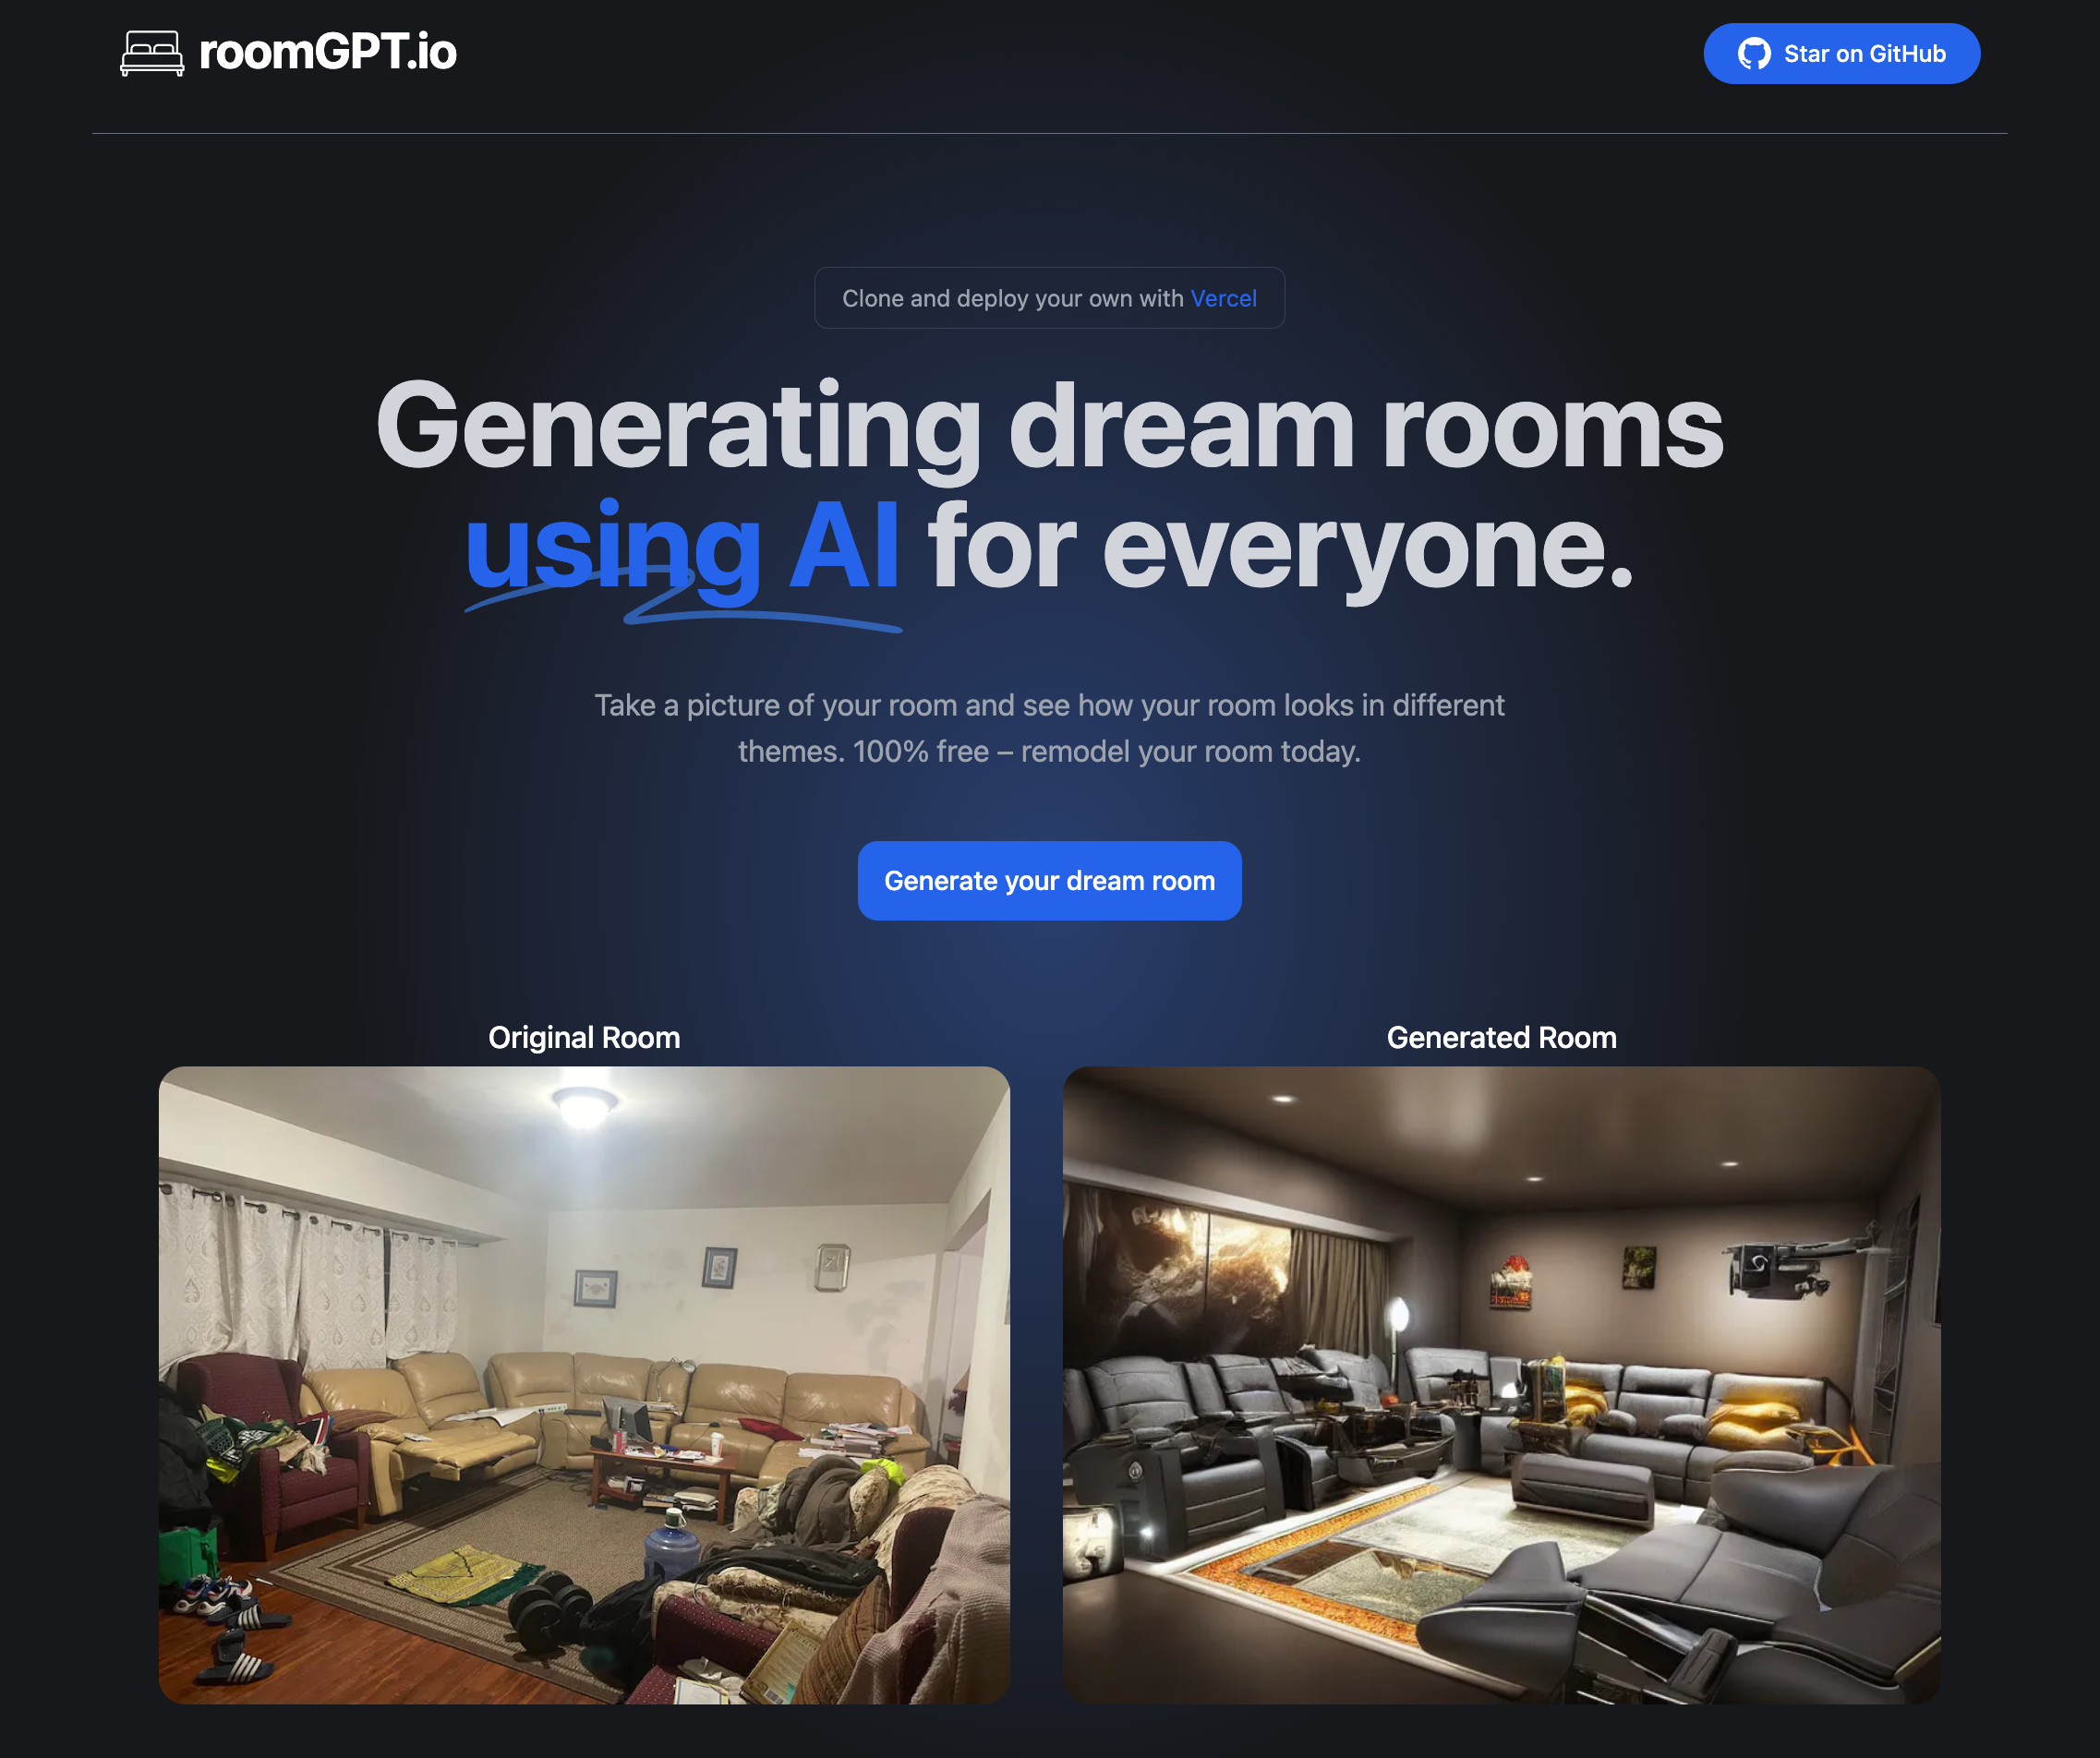 roomGPT.io
Star on GitHub
Clone and deploy your own with Vercel
Generating dream rooms
using AI for everyone.
Take a picture of your room and see how your room looks in different
themes. 100% free – remodel your room today.
Generate your dream room
Original Room
Generated Room